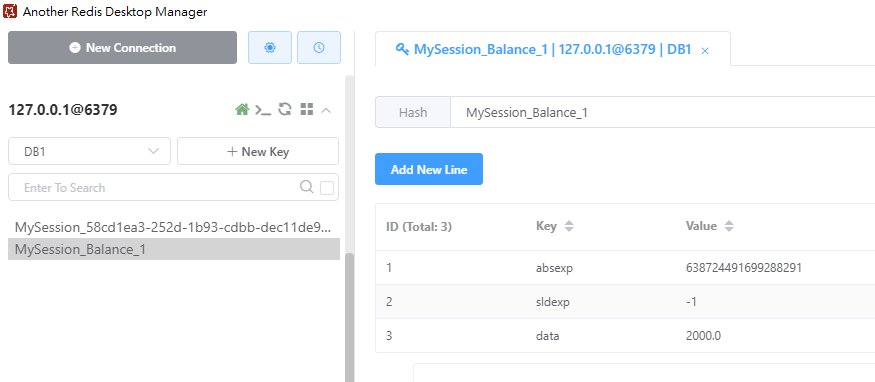 Another Redis Desktop Manager
New Connection
127.0.0.1@6379
DB1
+ New Key
Enter To Search
MySession_58cd1ea3-252d-1b93-cdbb-dec11de9...
MySession_Balance_1
MySession_Balance_1 | 127.0.0.1@6379 | DB1 ×
Hash MySession_Balance_1
Add New Line
ID (Total: 3) Key Value
1 absexp 638724491699288291
2 sldexp -1
3 data 2000.0